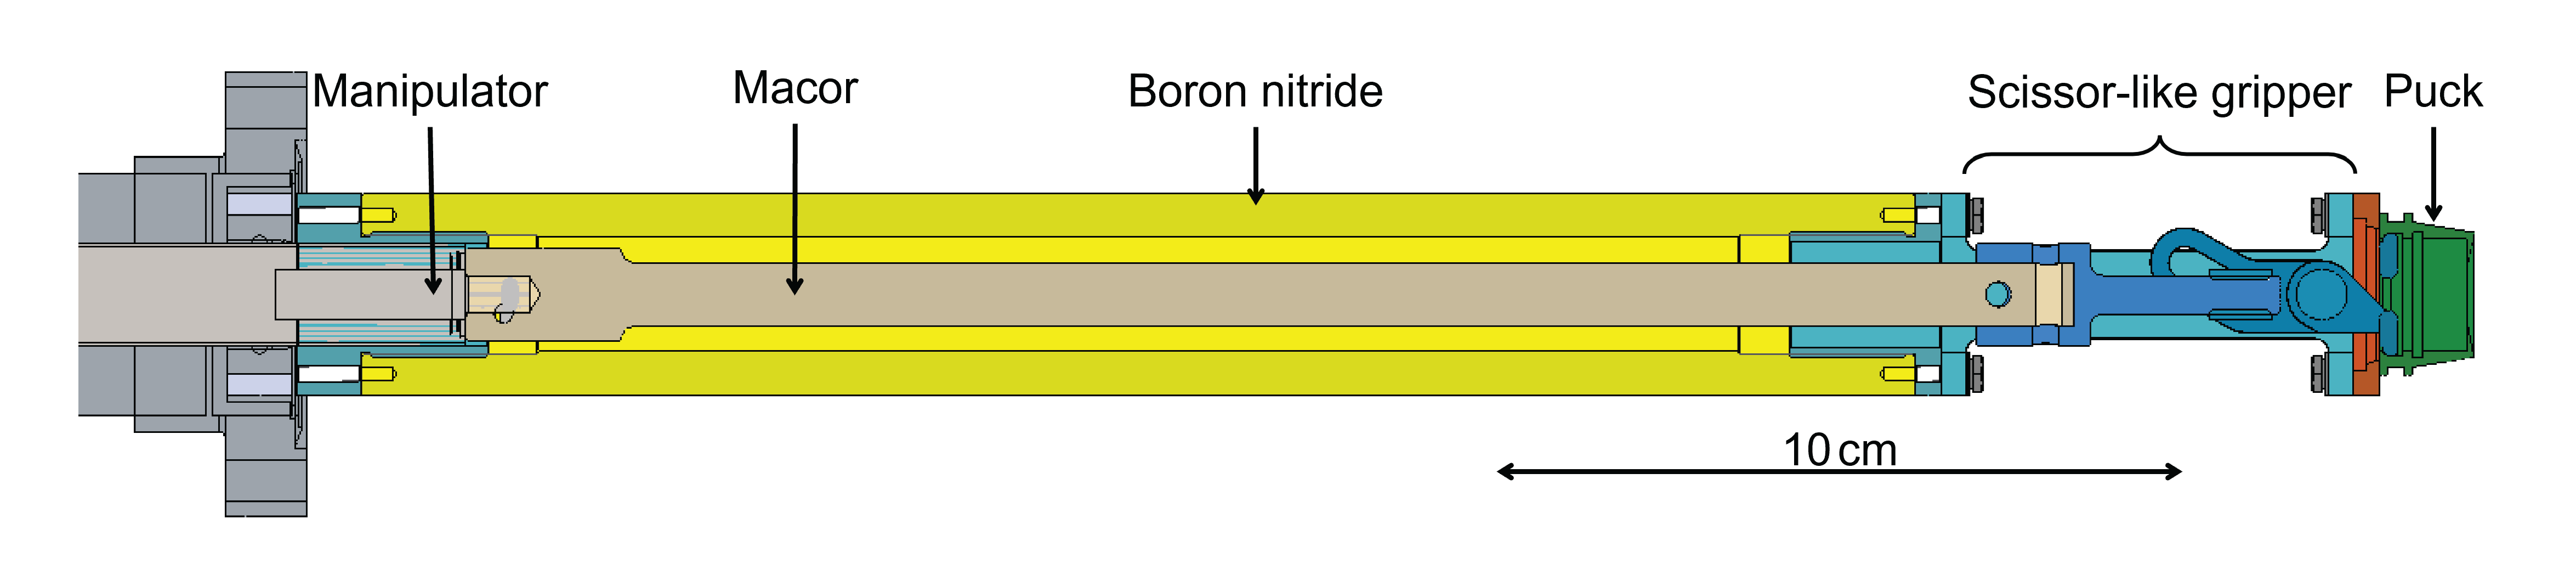 Manipulator
Macor
Boron nitride
Scissor-like gripper
Puck
10 cm